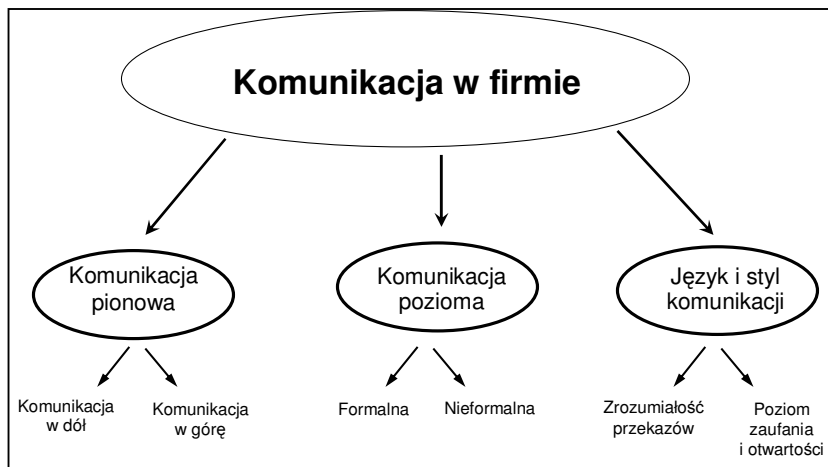 Komunikacja w firmie
Komunikacja
pionowa
Komunikacja
pozioma
Język i styl
komunikacji
Komunikacja
w dół
Komunikacja
w górę
Formalna
Nieformalna
Zrozumiałość
przekazów
Poziom
zaufania
i otwartości